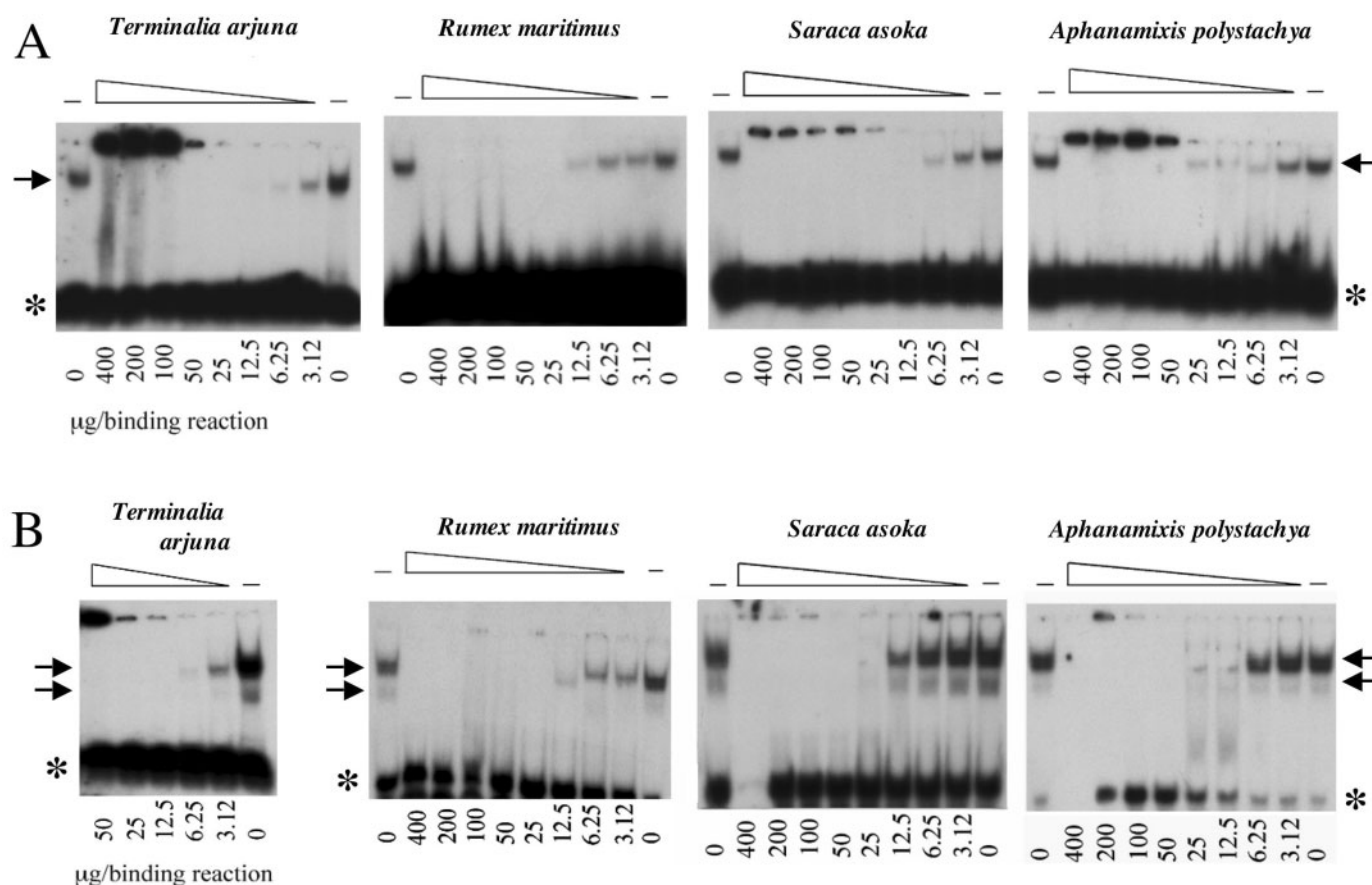 A
Terminalia arjuna
Rumex maritimus
Saraca asoka
Aphanamixis polystachya
– –
– –
– –
– –
*
*
0 400 200 100 50 25 12.5 6.25 3.12 0
0 400 200 100 50 25 12.5 6.25 3.12 0
0 400 200 100 50 25 12.5 6.25 3.12 0
0 400 200 100 50 25 12.5 6.25 3.12 0
µg/binding reaction
B
Terminalia
arjuna
Rumex maritimus
Saraca asoka
Aphanamixis polystachya
–
– –
– –
– –
*
*
*
50 25 12.5 6.25 3.12 0
0 400 200 100 50 25 12.5 6.25 3.12 0
0 400 200 100 50 25 12.5 6.25 3.12 0
0 400 200 100 50 25 12.5 6.25 3.12 0
µg/binding reaction